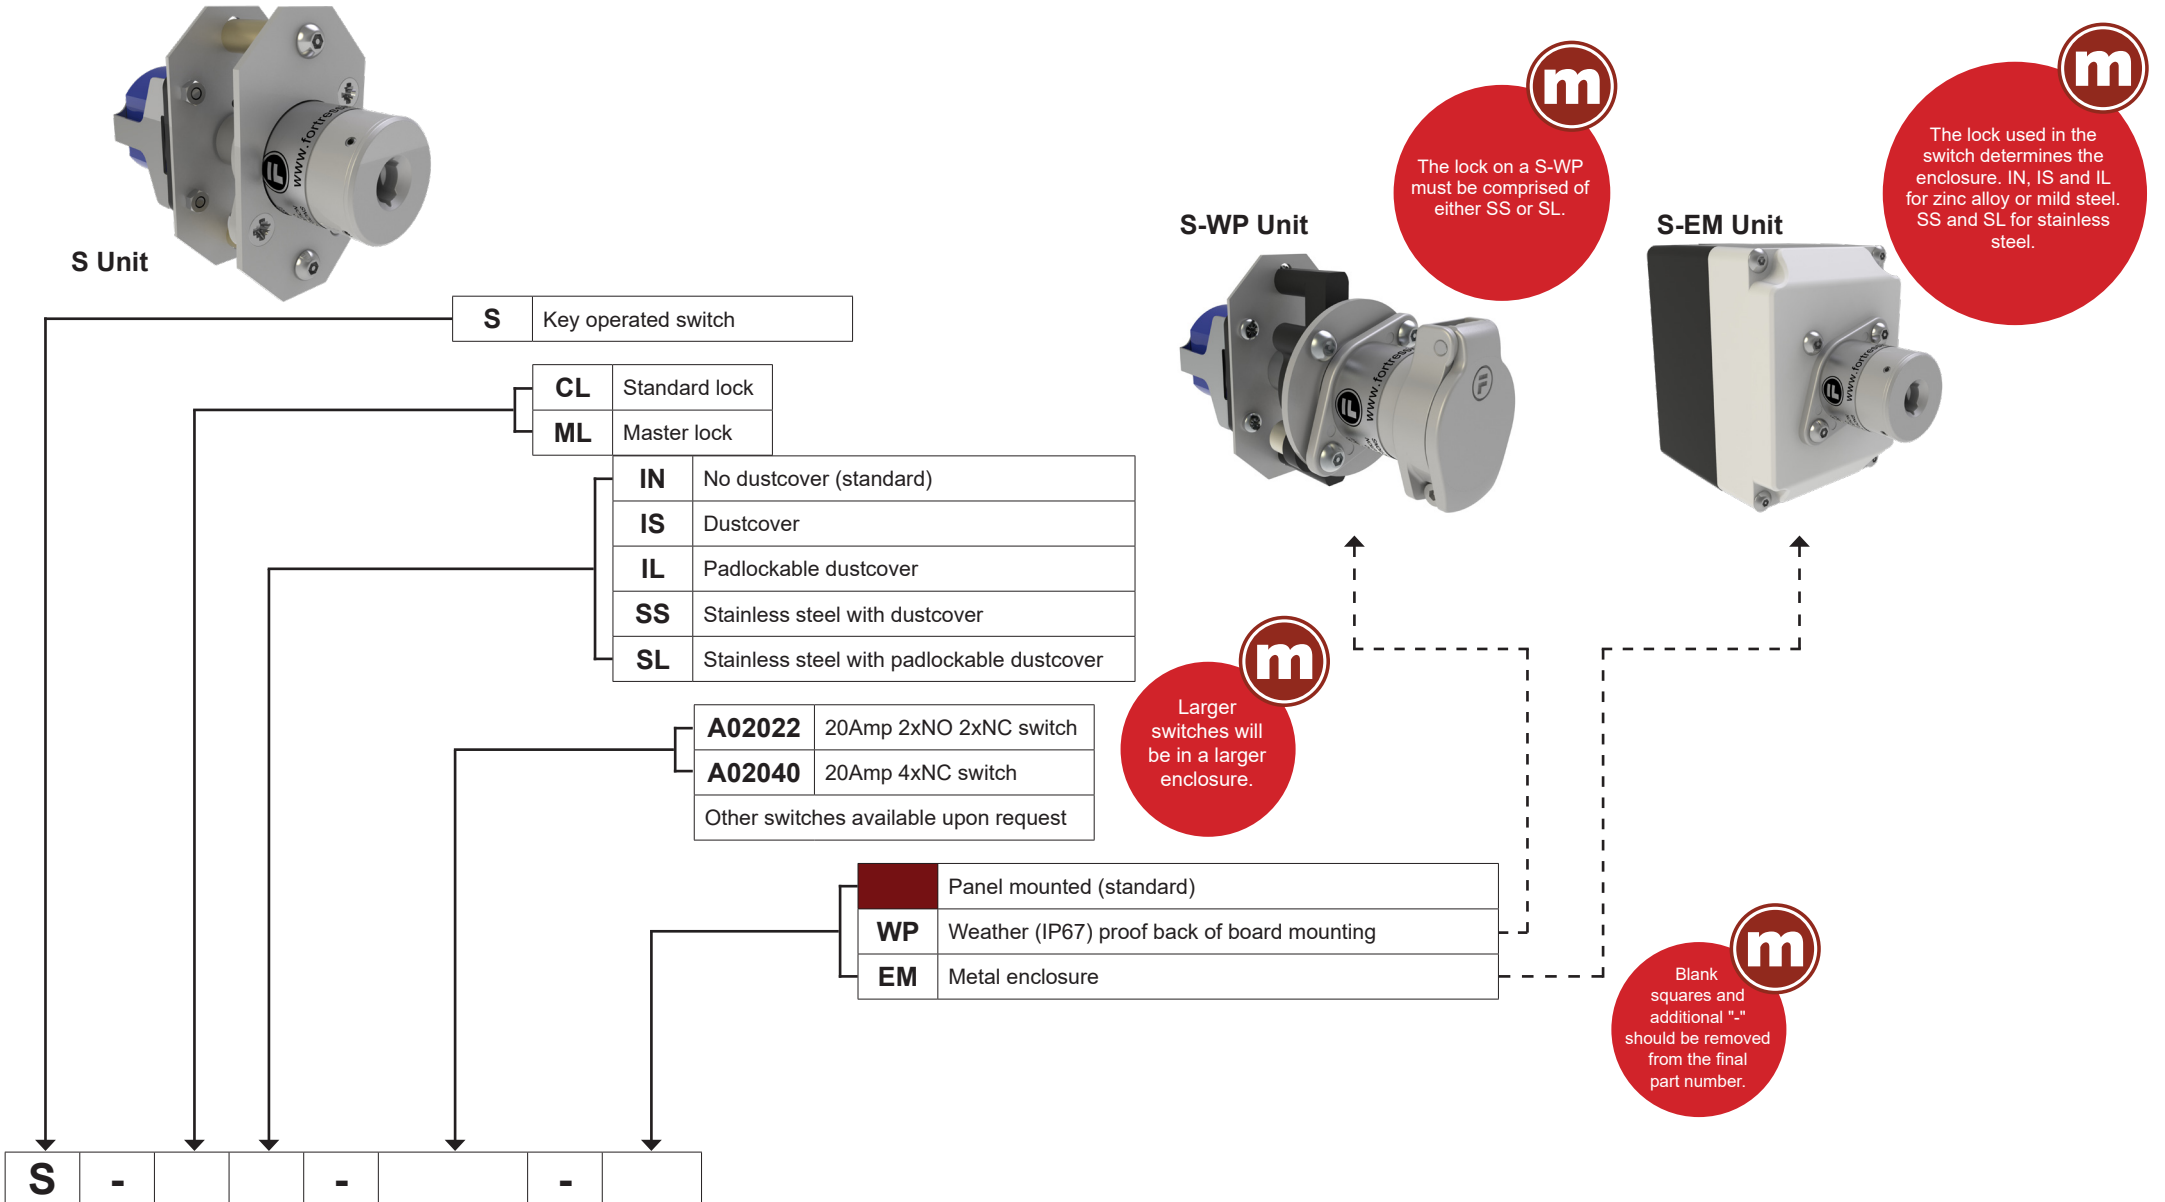 S Unit
S Key operated switch
CL Standard lock
ML Master lock
IN No dustcover (standard)
IS Dustcover
IL Padlockable dustcover
SS Stainless steel with dustcover
SL Stainless steel with padlockable dustcover
A02022 20Amp 2xNO 2xNC switch
A02040 20Amp 4xNC switch
Other switches available upon request
Panel mounted (standard)
WP Weather (IP67) proof back of board mounting
EM Metal enclosure
S - - -
S-WP Unit
m
The lock on a S-WP
must be comprised of
either SS or SL.
S-EM Unit
m
The lock used in the
switch determines the
enclosure. IN, IS and IL
for zinc alloy or mild steel.
SS and SL for stainless
steel.
m
Larger
switches will
be in a larger
enclosure.
m
Blank
squares and
additional "-"
should be removed
from the final
part number.
www.fortress
www.fortress
www.fortress